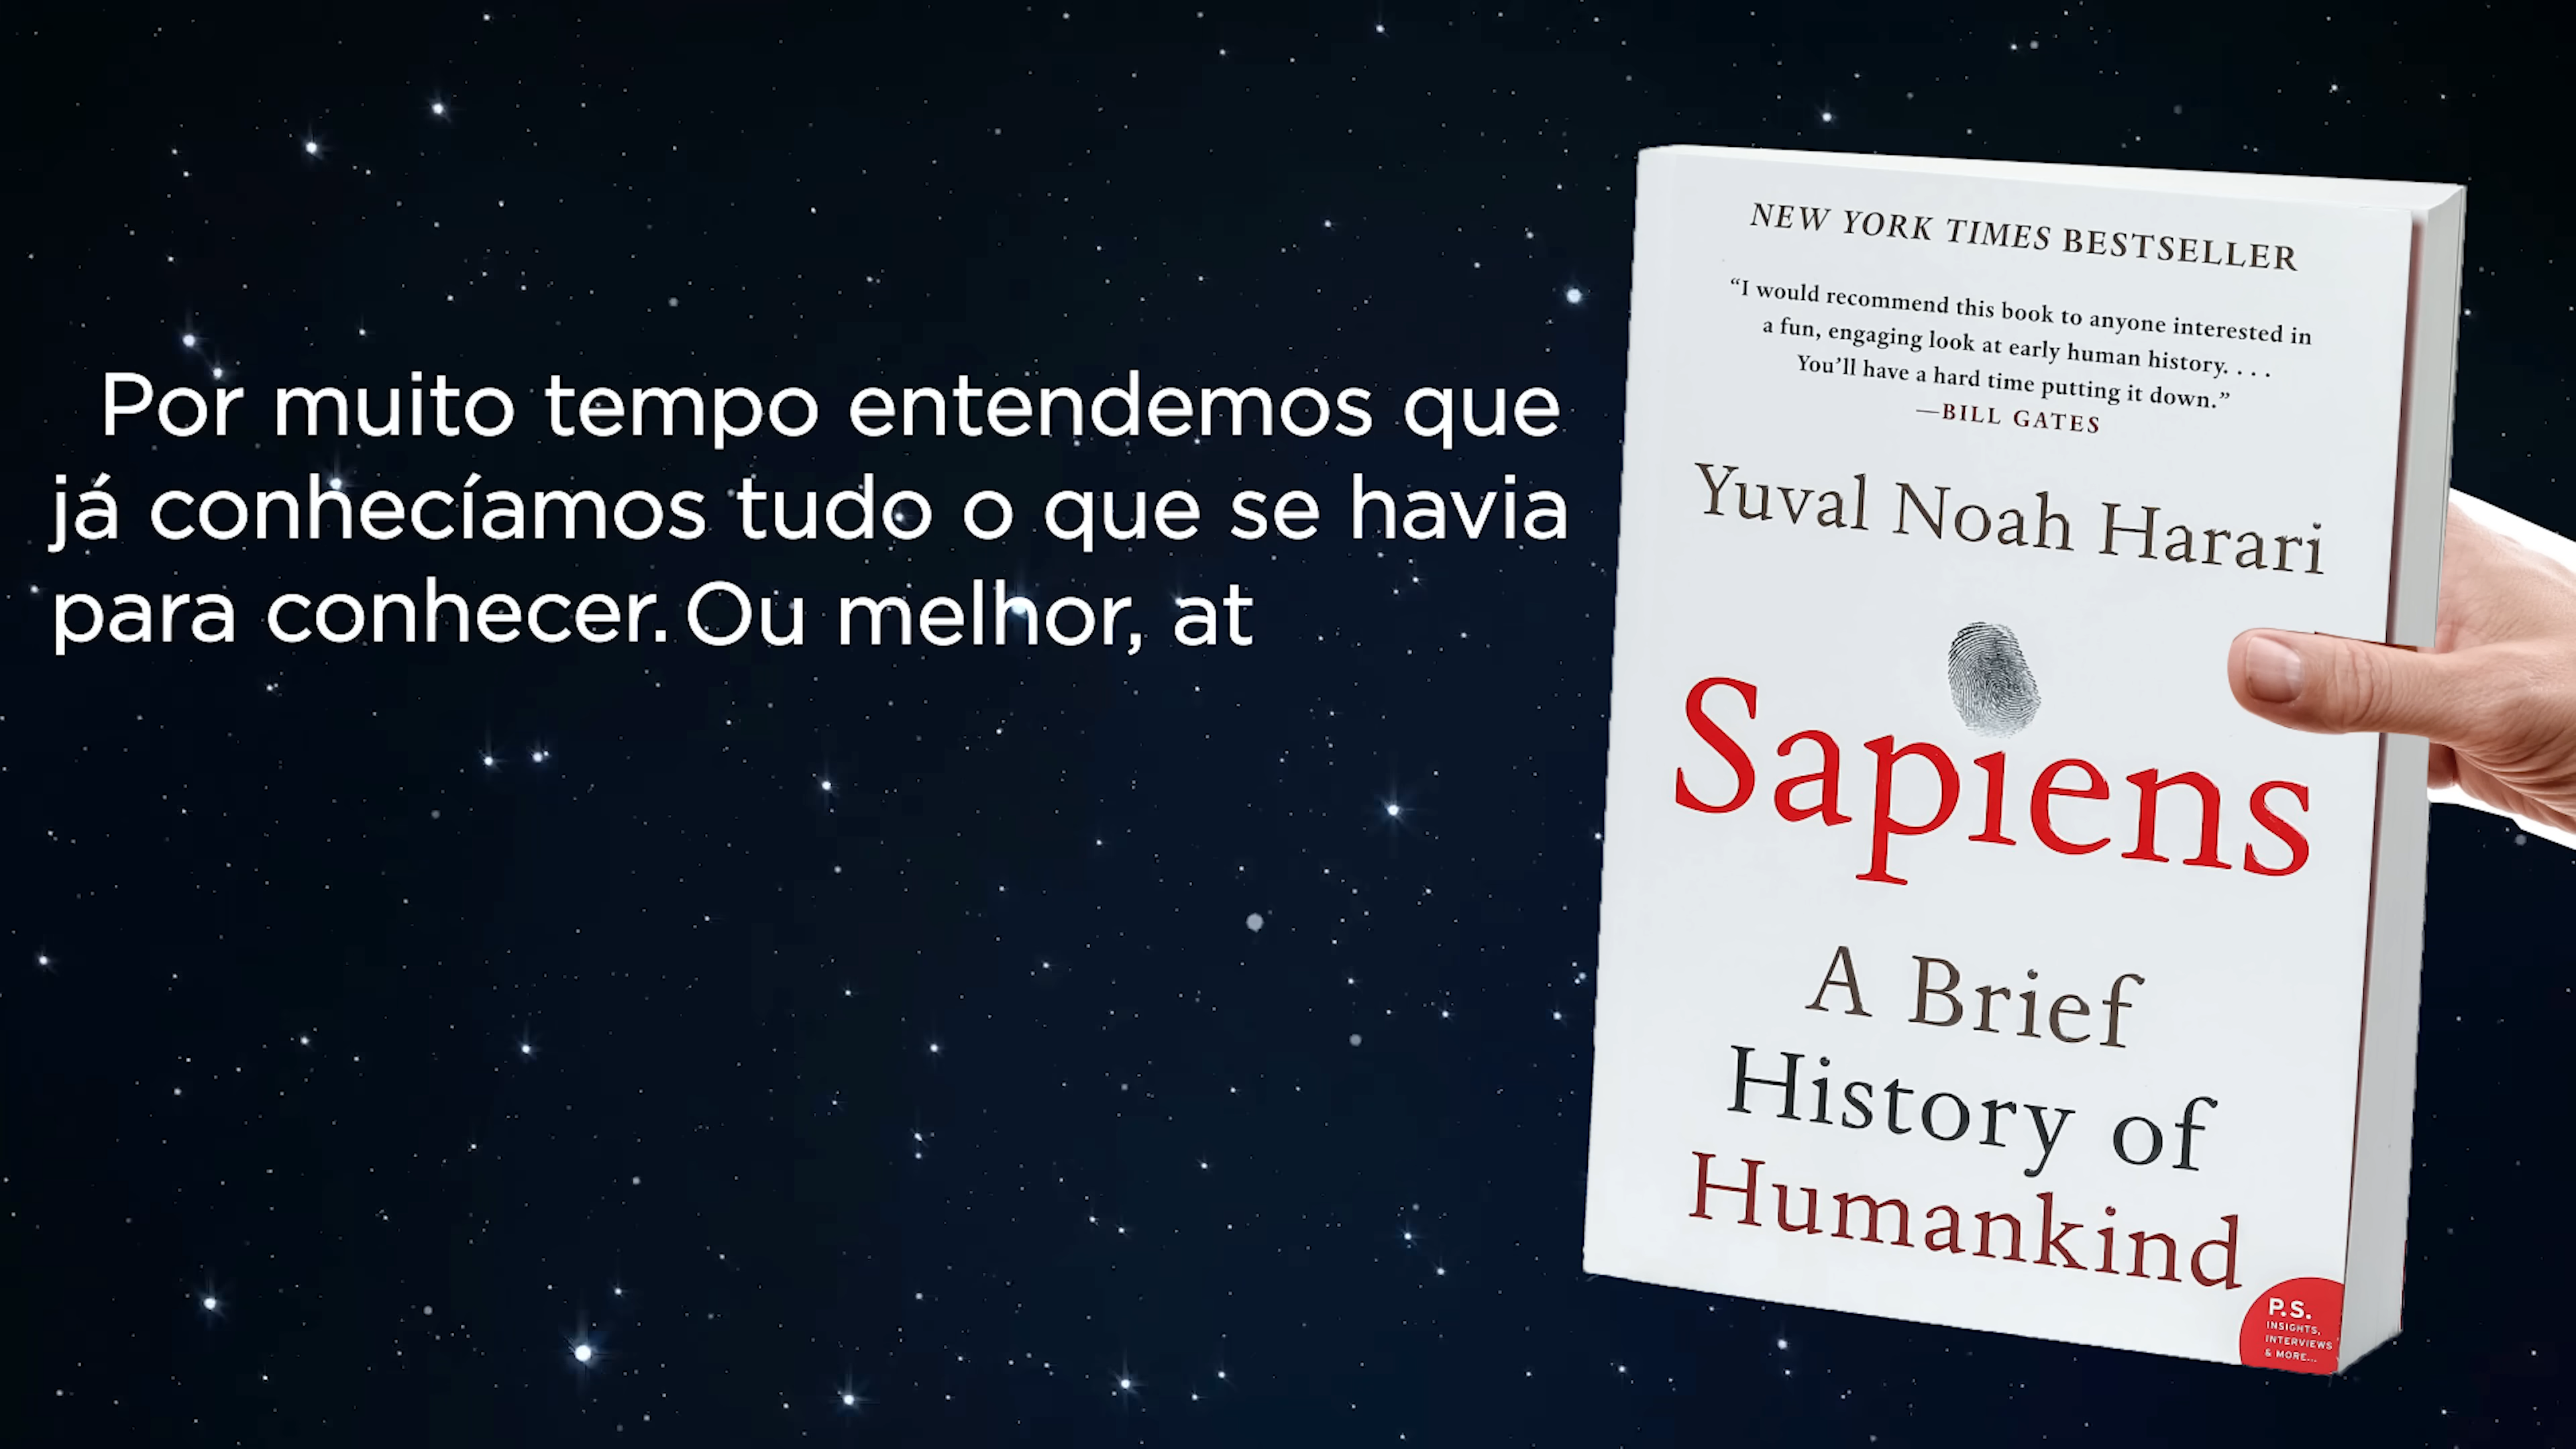 Por muito tempo entendemos que
já conhecíamos tudo o que se havia
para conhecer. Ou melhor, at
NEW YORK TIMES BESTSELLER
“I would recommend this book to anyone interested in
a fun, engaging look at early human history. . . .
You’ll have a hard time putting it down.”
—BILL GATES
Yuval Noah Harari
Sapiens
A Brief
History of
Humankind
P.S.
INSIGHTS,
INTERVIEWS
& MORE...